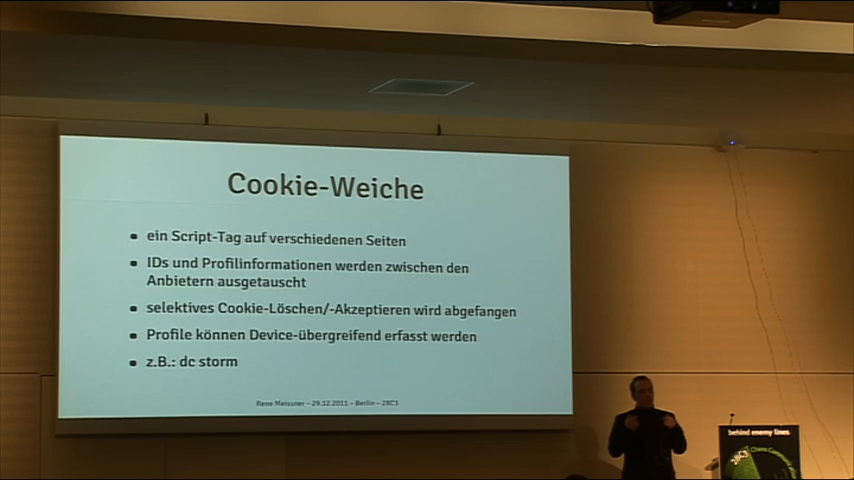 Cookie-Weiche
ein Script-Tag auf verschiedenen Seiten
IDs und Profilinformationen werden zwischen den
Anbietern ausgetauscht
selektives Cookie-Löschen/-Akzeptieren wird abgefangen
Profile können Device-übergreifend erfasst werden
z.B.: dc storm
Rene Meissner – 29.12.2011 – Berlin – 28C3
behind enemy lines.
28C3